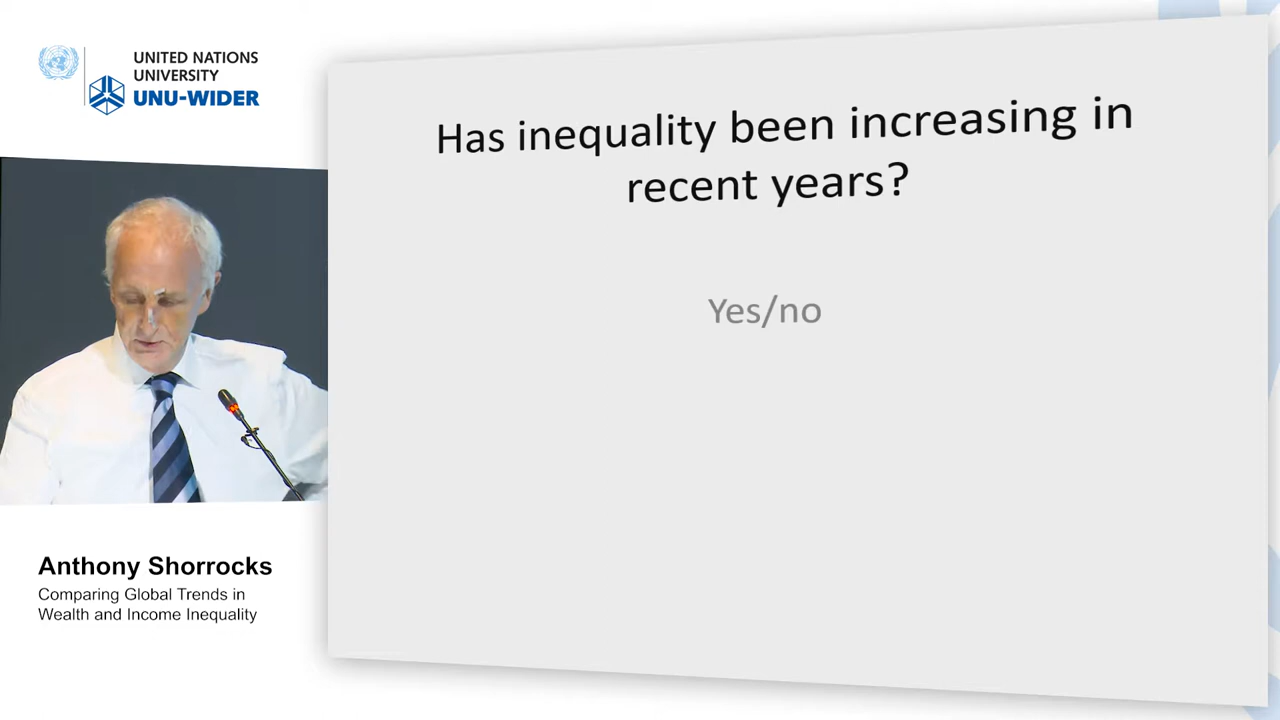 UNITED NATIONS
UNIVERSITY
UNU-WIDER
Has inequality been increasing in
recent years?
Yes/no
Anthony Shorrocks
Comparing Global Trends in
Wealth and Income Inequality